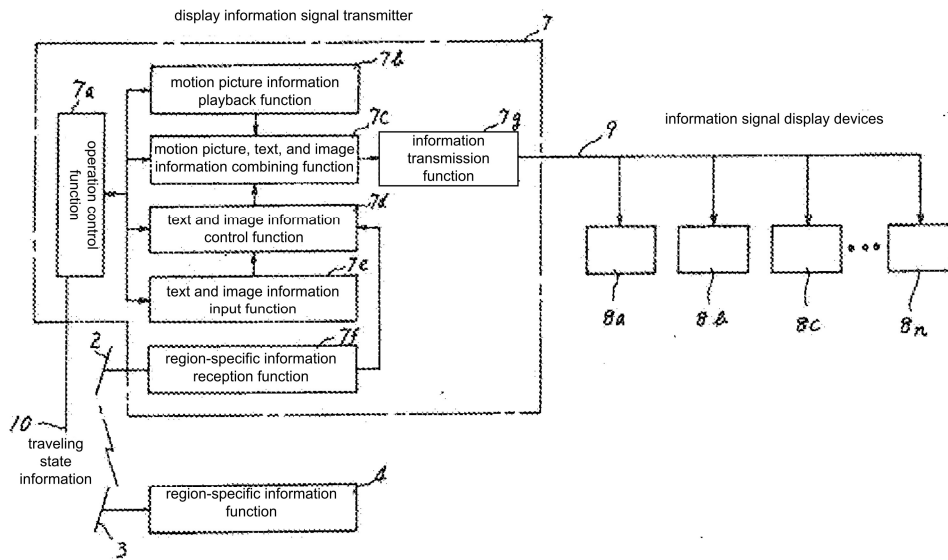 display information signal transmitter
7
7b
motion picture information
playback function
7a
operation control
function
7c
motion picture, text, and image
information combining function
7g
information
transmission
function
9
information signal display devices
7d
text and image information
control function
7e
text and image information
input function
8a
8b
8c
8n
7f
region-specific information
reception function
2
10
traveling
state
information
4
region-specific information
function
3